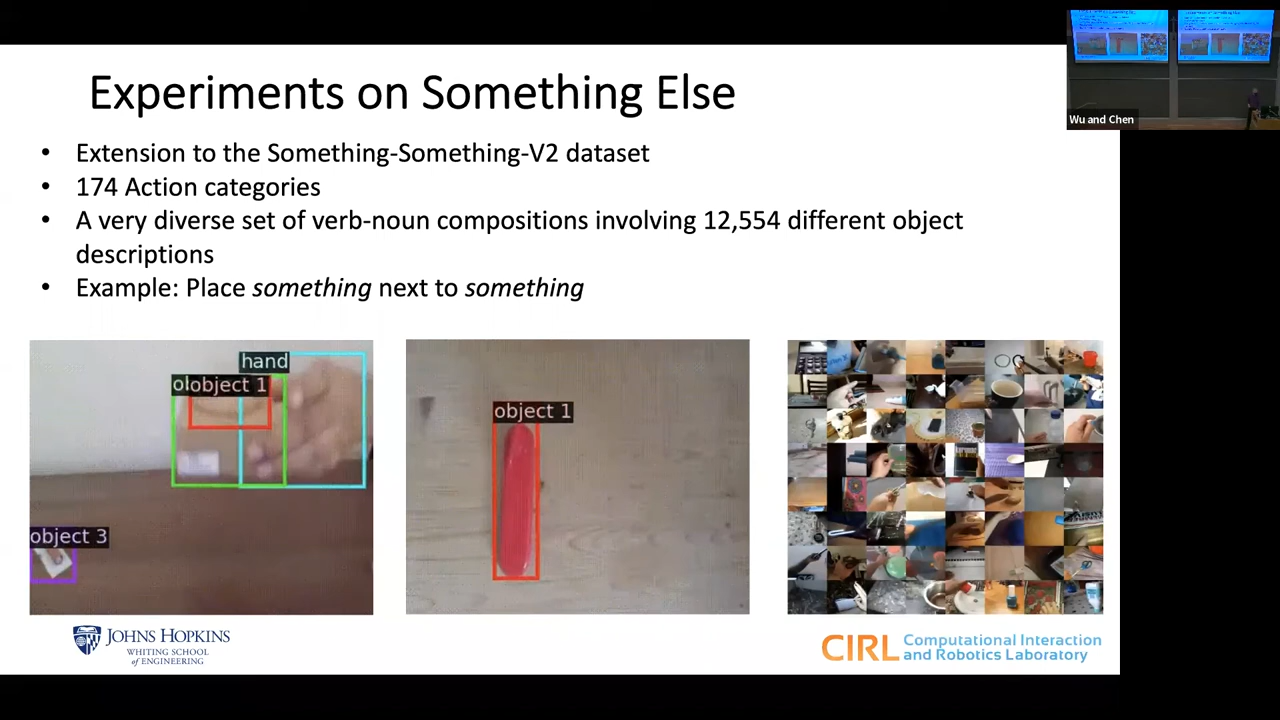 Experiments on Something Else
• Extension to the Something-Something-V2 dataset
• 174 Action categories
• A very diverse set of verb-noun compositions involving 12,554 different object
descriptions
• Example: Place something next to something
hand
object 1
object 3
object 1
JOHNS HOPKINS
WHITING SCHOOL
of ENGINEERING
CIRL Computational Interaction
and Robotics Laboratory
Wu and Chen